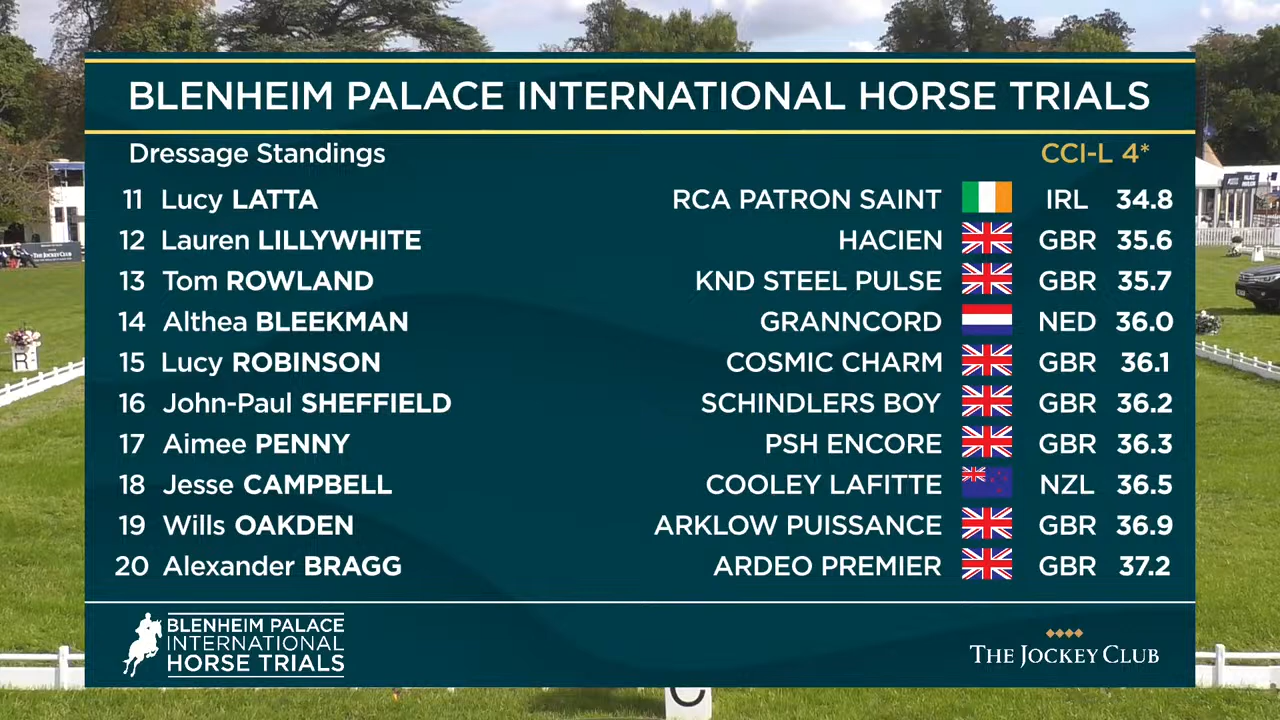 BLENHEIM PALACE INTERNATIONAL HORSE TRIALS
Dressage Standings CCI-L 4*
11 Lucy LATTA RCA PATRON SAINT IRL 34.8
12 Lauren LILLYWHITE HACIEN GBR 35.6
13 Tom ROWLAND KND STEEL PULSE GBR 35.7
14 Althea BLEEKMAN GRANNCORD NED 36.0
15 Lucy ROBINSON COSMIC CHARM GBR 36.1
16 John-Paul SHEFFIELD SCHINDLERS BOY GBR 36.2
17 Aimee PENNY PSH ENCORE GBR 36.3
18 Jesse CAMPBELL COOLEY LAFITTE NZL 36.5
19 Wills OAKDEN ARKLOW PUISSANCE GBR 36.9
20 Alexander BRAGG ARDEO PREMIER GBR 37.2
BLENHEIM PALACE
INTERNATIONAL
HORSE TRIALS
THE JOCKEY CLUB
THE JOCKEY CLUB
R
C